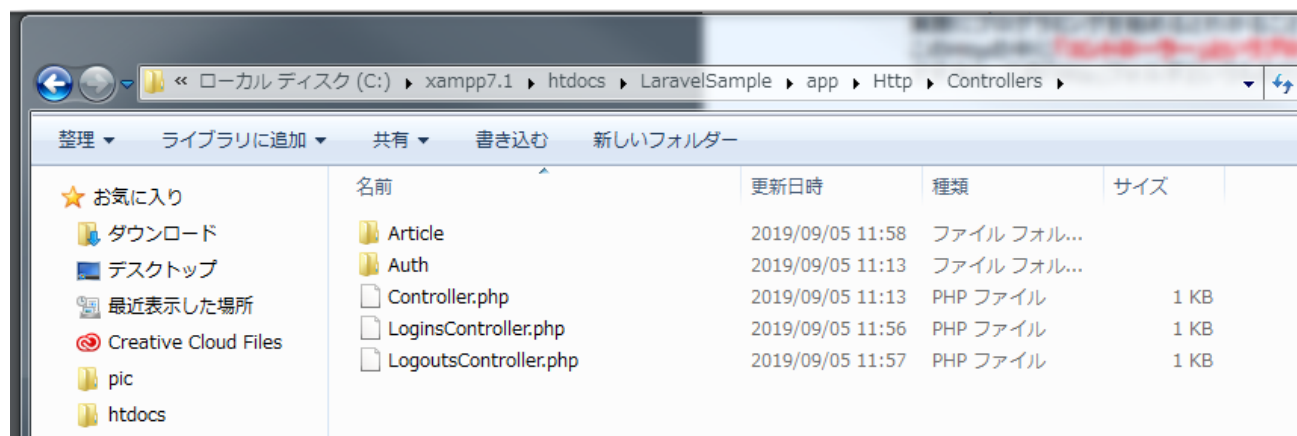 « ローカル ディスク (C:) ▸ xampp7.1 ▸ htdocs ▸ LaravelSample ▸ app ▸ Http ▸ Controllers ▸
整理 ▼ ライブラリに追加 ▼ 共有 ▼ 書き込む 新しいフォルダー
名前 更新日時 種類 サイズ
お気に入り
ダウンロード
デスクトップ
最近表示した場所
Creative Cloud Files
pic
htdocs
Article 2019/09/05 11:58 ファイル フォル...
Auth 2019/09/05 11:13 ファイル フォル...
Controller.php 2019/09/05 11:13 PHP ファイル 1 KB
LoginsController.php 2019/09/05 11:56 PHP ファイル 1 KB
LogoutsController.php 2019/09/05 11:57 PHP ファイル 1 KB